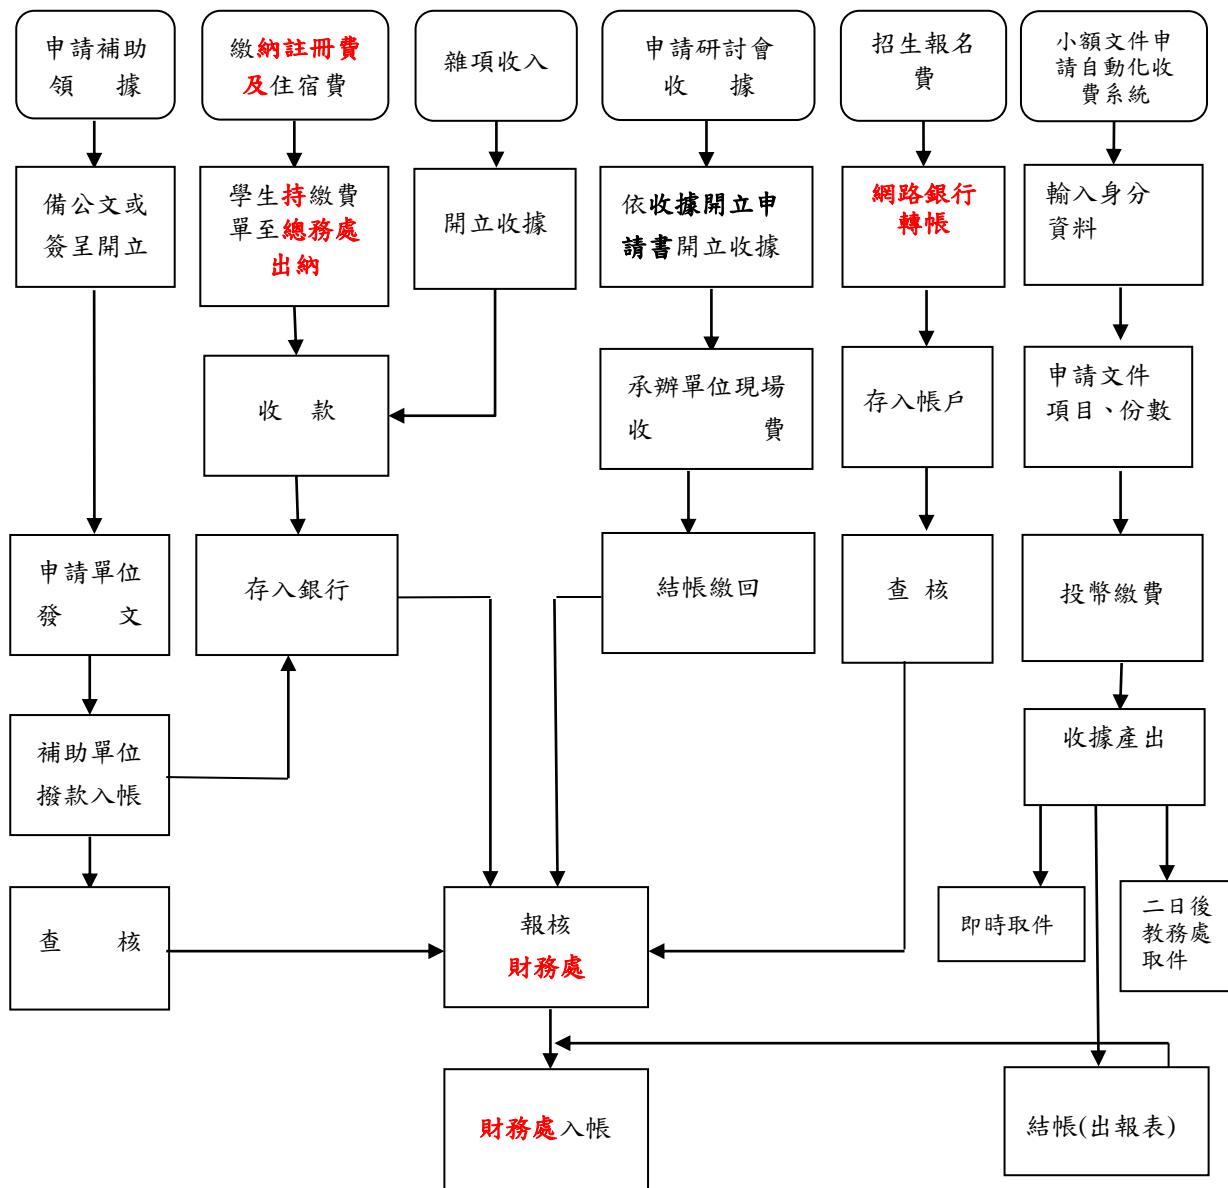 申請補助
領 據
繳納註冊費
及住宿費
雜項收入
申請研討會
收 據
招生報名
費
小額文件申
請自動化收
費系統
備公文或
簽呈開立
學生持繳費
單至總務處
出納
開立收據
依收據開立申
請書開立收據
網路銀行
轉帳
輸入身分
資料
收 款
承辦單位現場
收 費
存入帳戶
申請文件
項目、份數
申請單位
發 文
存入銀行
結帳繳回
查 核
投幣繳費
補助單位
撥款入帳
收據產出
查 核
報核
財務處
即時取件
二日後
教務處
取件
財務處入帳
結帳(出報表)